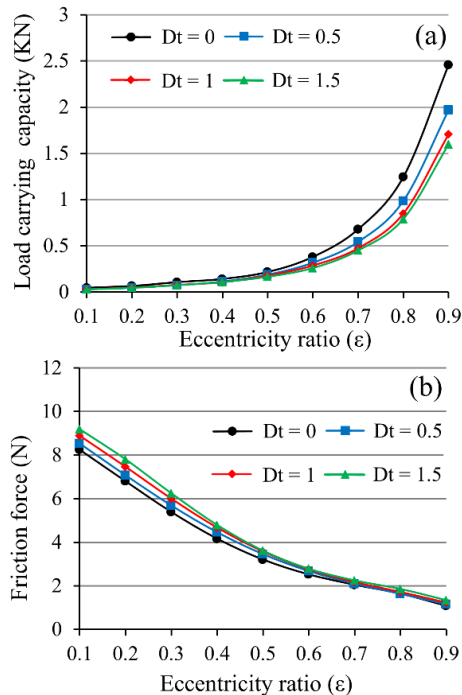 (a)
Dt = 0
Dt = 0.5
Dt = 1
Dt = 1.5
Load carrying capacity (KN)
3
2.5
2
1.5
1
0.5
0
0.1 0.2 0.3 0.4 0.5 0.6 0.7 0.8 0.9
Eccentricity ratio (ε)
(b)
Dt = 0
Dt = 0.5
Dt = 1
Dt = 1.5
Friction force (N)
12
10
8
6
4
2
0
0.1 0.2 0.3 0.4 0.5 0.6 0.7 0.8 0.9
Eccentricity ratio (ε)